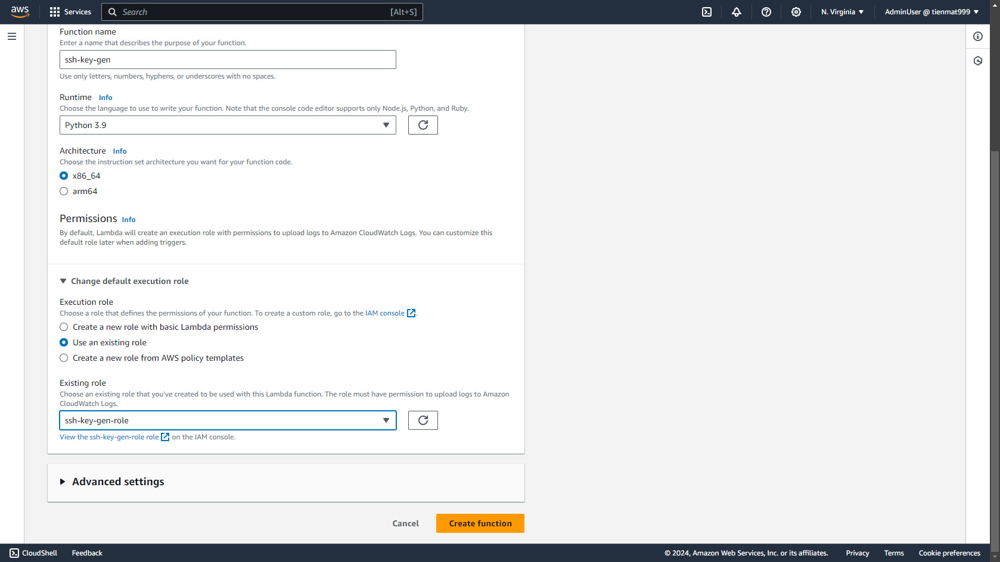 aws
Services
Search
[Alt+S]
N. Virginia
AdminUser @ tienmat999
Function name
Enter a name that describes the purpose of your function.
ssh-key-gen
Use only letters, numbers, hyphens, or underscores with no spaces.
Runtime Info
Choose the language to use to write your function. Note that the console code editor supports only Node.js, Python, and Ruby.
Python 3.9
Architecture Info
Choose the instruction set architecture you want for your function code.
x86_64
arm64
Permissions Info
By default, Lambda will create an execution role with permissions to upload logs to Amazon CloudWatch Logs. You can customize this
default role later when adding triggers.
Change default execution role
Execution role
Choose a role that defines the permissions of your function. To create a custom role, go to the IAM console.
Create a new role with basic Lambda permissions
Use an existing role
Create a new role from AWS policy templates
Existing role
Choose an existing role that you've created to be used with this Lambda function. The role must have permission to upload logs to Amazon
CloudWatch Logs.
ssh-key-gen-role
View the ssh-key-gen-role role on the IAM console.
Advanced settings
Cancel
Create function
CloudShell
Feedback
© 2024, Amazon Web Services, Inc. or its affiliates.
Privacy
Terms
Cookie preferences